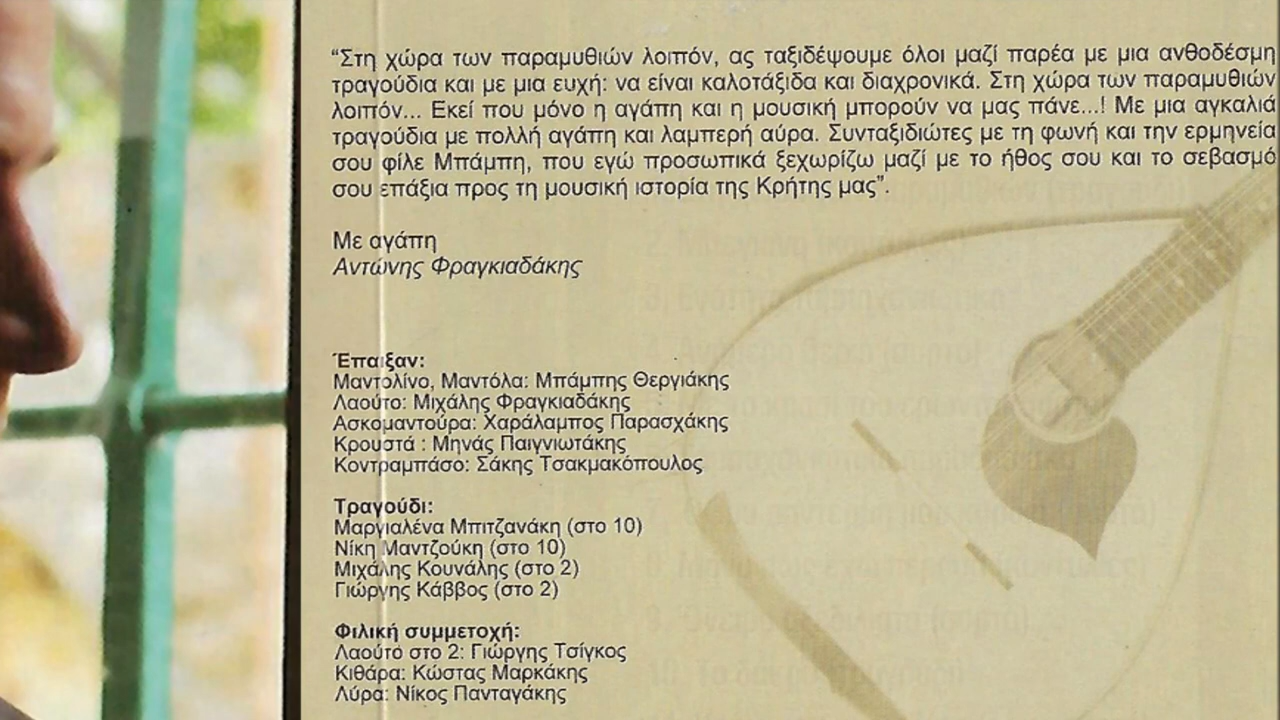 “Στη χώρα των παραμυθιών λοιπόν, ας ταξιδέψουμε όλοι μαζί παρέα με μια ανθοδέσμη
τραγούδια και με μια ευχή: να είναι καλοτάξιδα και διαχρονικά. Στη χώρα των παραμυθιών
λοιπόν... Εκεί που μόνο η αγάπη και η μουσική μπορούν να μας πάνε...! Με μια αγκαλιά
τραγούδια με πολλή αγάπη και λαμπερή αύρα. Συνταξιδιώτες με τη φωνή και την ερμηνεία
σου φίλε Μπάμπη, που εγώ προσωπικά ξεχωρίζω μαζί με το ήθος σου και το σεβασμό
σου επάξια προς τη μουσική ιστορία της Κρήτης μας”.
Με αγάπη
Αντώνης Φραγκιαδάκης
Έπαιξαν:
Μαντολίνο, Μαντόλα: Μπάμπης Θεργιάκης
Λαούτο: Μιχάλης Φραγκιαδάκης
Ασκομαντούρα: Χαράλαμπος Παρασχάκης
Κρουστά : Μηνάς Παιγνιωτάκης
Κοντραμπάσο: Σάκης Τσακμακόπουλος
Τραγούδι:
Μαργιαλένα Μπιτζανάκη (στο 10)
Νίκη Μαντζούκη (στο 10)
Μιχάλης Κουνάλης (στο 2)
Γιώργης Κάββος (στο 2)
Φιλική συμμετοχή:
Λαούτο στο 2: Γιώργης Τσίγκος
Κιθάρα: Κώστας Μαρκάκης
Λύρα: Νίκος Πανταγάκης